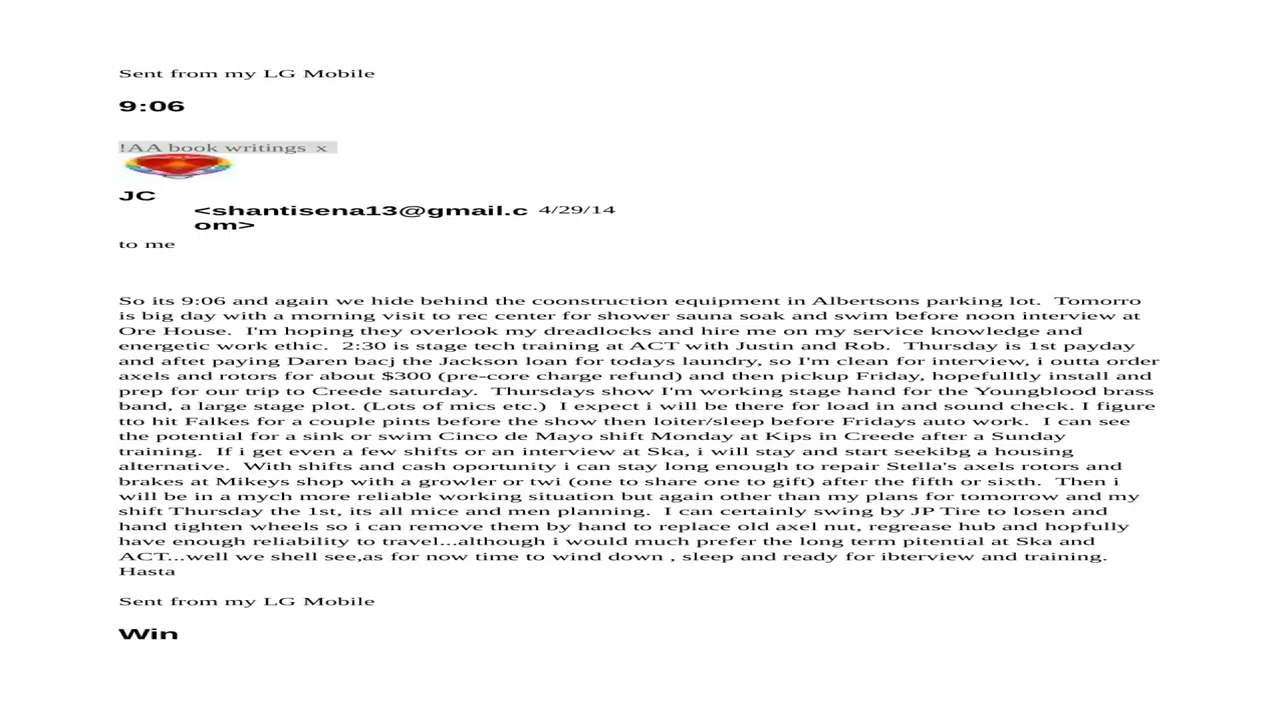 Sent from my LG Mobile
9:06
!AA book writings x
JC
<shantisena13@gmail.c 4/29/14
om>
to me
So its 9:06 and again we hide behind the coonstruction equipment in Albertsons parking lot.  Tomorro
is big day with a morning visit to rec center for shower sauna soak and swim before noon interview at
Ore House.  I'm hoping they overlook my dreadlocks and hire me on my service knowledge and
energetic work ethic.  2:30 is stage tech training at ACT with Justin and Rob.  Thursday is 1st payday
and aftet paying Daren bacj the Jackson loan for todays laundry, so I'm clean for interview, i outta order
axels and rotors for about $300 (pre-core charge refund) and then pickup Friday, hopefulltly install and
prep for our trip to Creede saturday.  Thursdays show I'm working stage hand for the Youngblood brass
band, a large stage plot. (Lots of mics etc.)  I expect i will be there for load in and sound check. I figure
tto hit Falkes for a couple pints before the show then loiter/sleep before Fridays auto work.  I can see
the potential for a sink or swim Cinco de Mayo shift Monday at Kips in Creede after a Sunday
training.  If i get even a few shifts or an interview at Ska, i will stay and start seekibg a housing
alternative.  With shifts and cash oportunity i can stay long enough to repair Stella's axels rotors and
brakes at Mikeys shop with a growler or twi (one to share one to gift) after the fifth or sixth.  Then i
will be in a mych more reliable working situation but again other than my plans for tomorrow and my
shift Thursday the 1st, its all mice and men planning.  I can certainly swing by JP Tire to losen and
hand tighten wheels so i can remove them by hand to replace old axel nut, regrease hub and hopfully
have enough reliability to travel...although i would much prefer the long term pitential at Ska and
ACT...well we shell see,as for now time to wind down , sleep and ready for ibterview and training.
Hasta
Sent from my LG Mobile
Win